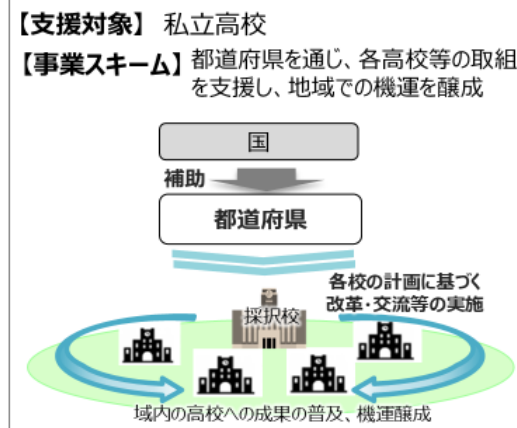 【支援対象】 私立高校
【事業スキーム】 都道府県を通じ、各高校等の取組
を支援し、地域での機運を醸成
国
補助
都道府県
各校の計画に基づく
改革・交流等の実施
採択校
域内の高校への成果の普及、機運醸成